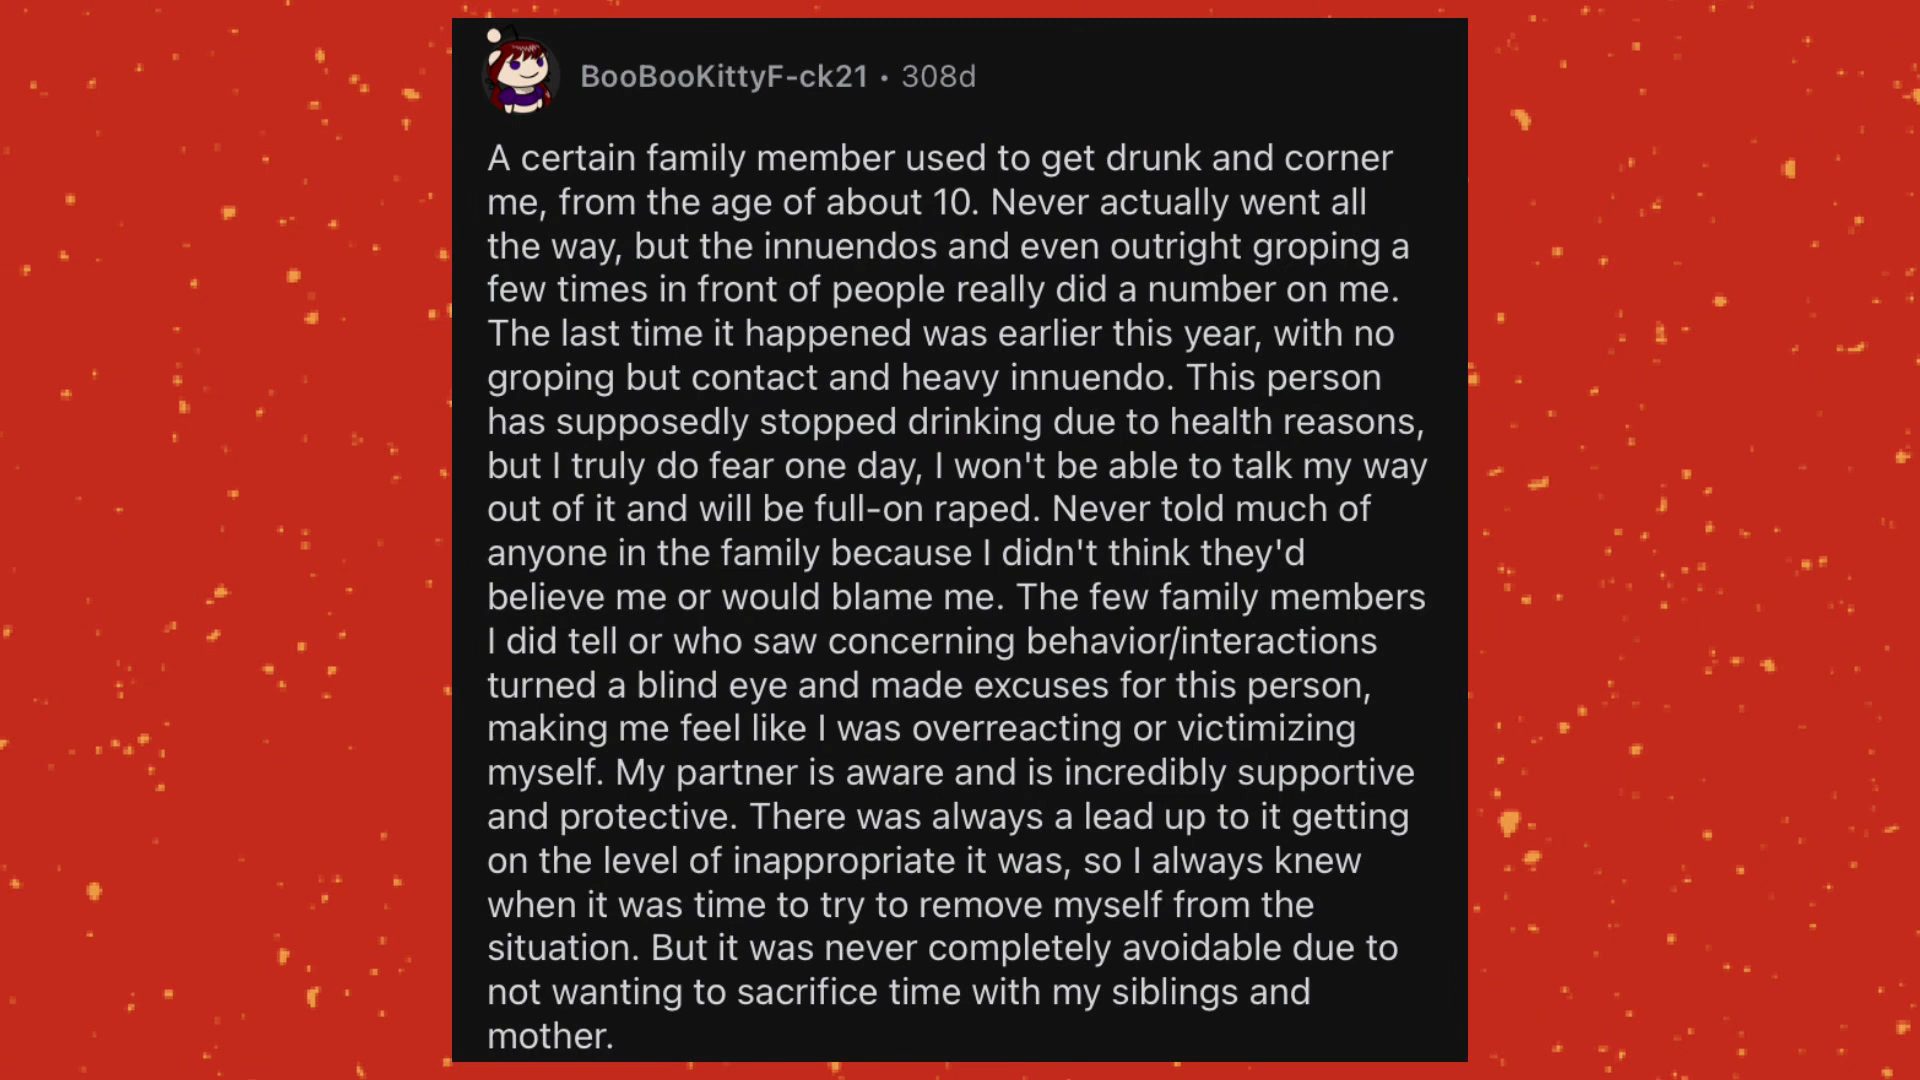 BooBooKittyF-ck21 • 308d
A certain family member used to get drunk and corner
me, from the age of about 10. Never actually went all
the way, but the innuendos and even outright groping a
few times in front of people really did a number on me.
The last time it happened was earlier this year, with no
groping but contact and heavy innuendo. This person
has supposedly stopped drinking due to health reasons,
but I truly do fear one day, I won't be able to talk my way
out of it and will be full-on raped. Never told much of
anyone in the family because I didn't think they'd
believe me or would blame me. The few family members
I did tell or who saw concerning behavior/interactions
turned a blind eye and made excuses for this person,
making me feel like I was overreacting or victimizing
myself. My partner is aware and is incredibly supportive
and protective. There was always a lead up to it getting
on the level of inappropriate it was, so I always knew
when it was time to try to remove myself from the
situation. But it was never completely avoidable due to
not wanting to sacrifice time with my siblings and
mother.